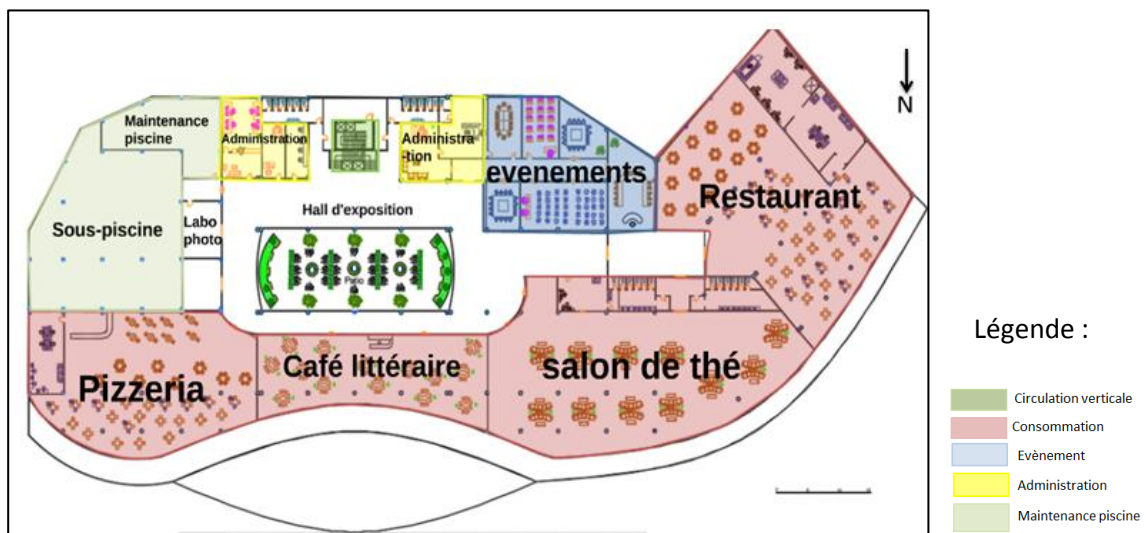 N
Maintenance
piscine
Administration
Administra
-tion
evenements
Restaurant
Hall d'exposition
Sous-piscine
Labo
photo
Patio
Pizzeria
Café littéraire
salon de thé
Légende :
Circulation verticale
Consommation
Evènement
Administration
Maintenance piscine